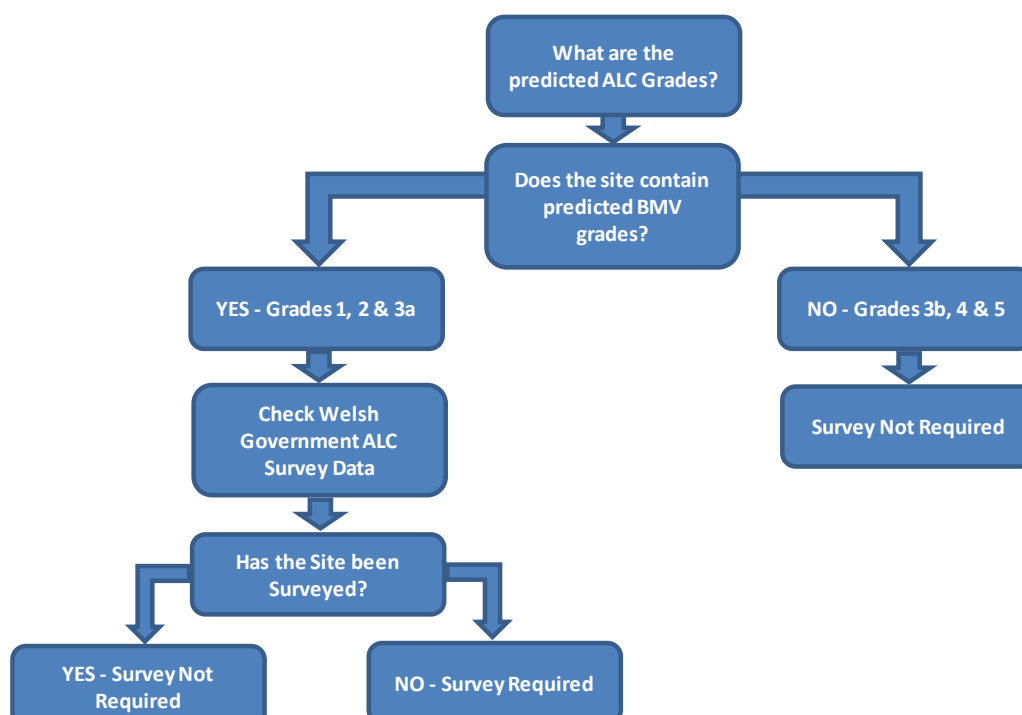 What are the
predicted ALC Grades?
Does the site contain
predicted BMV
grades?
YES - Grades 1, 2 & 3a
NO - Grades 3b, 4 & 5
Check Welsh
Government ALC
Survey Data
Survey Not Required
Has the Site been
Surveyed?
YES - Survey Not
Required
NO - Survey Required